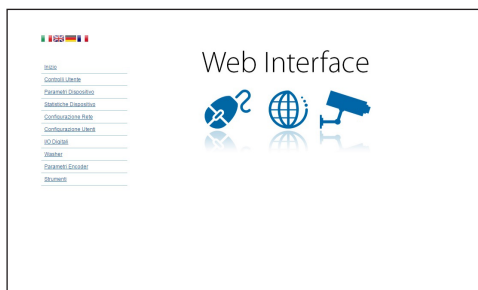 Web Interface
Inizio
Controlli Utente
Parametri Dispositivo
Statistiche Dispositivo
Configurazione Rete
Configurazione Utenti
I/O Digitali
Washer
Parametri Encoder
Strumenti